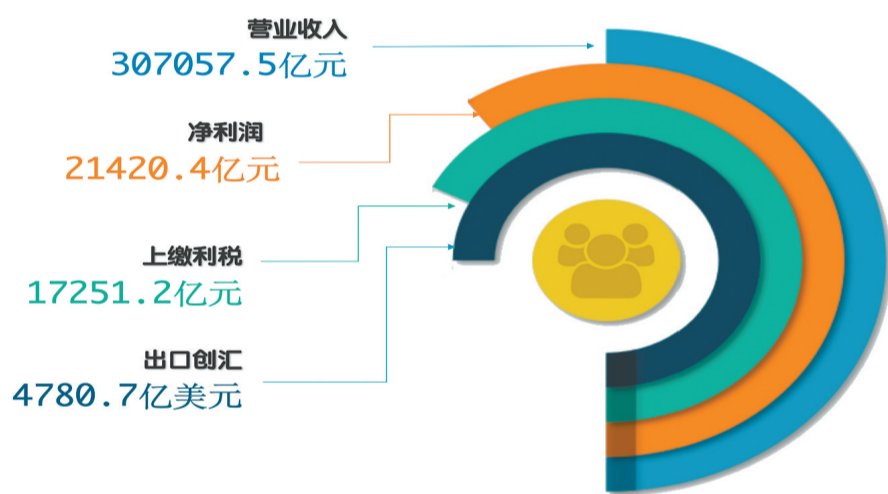 营业收入
307057.5亿元
净利润
21420.4亿元
上缴利税
17251.2亿元
出口创汇
4780.7亿美元